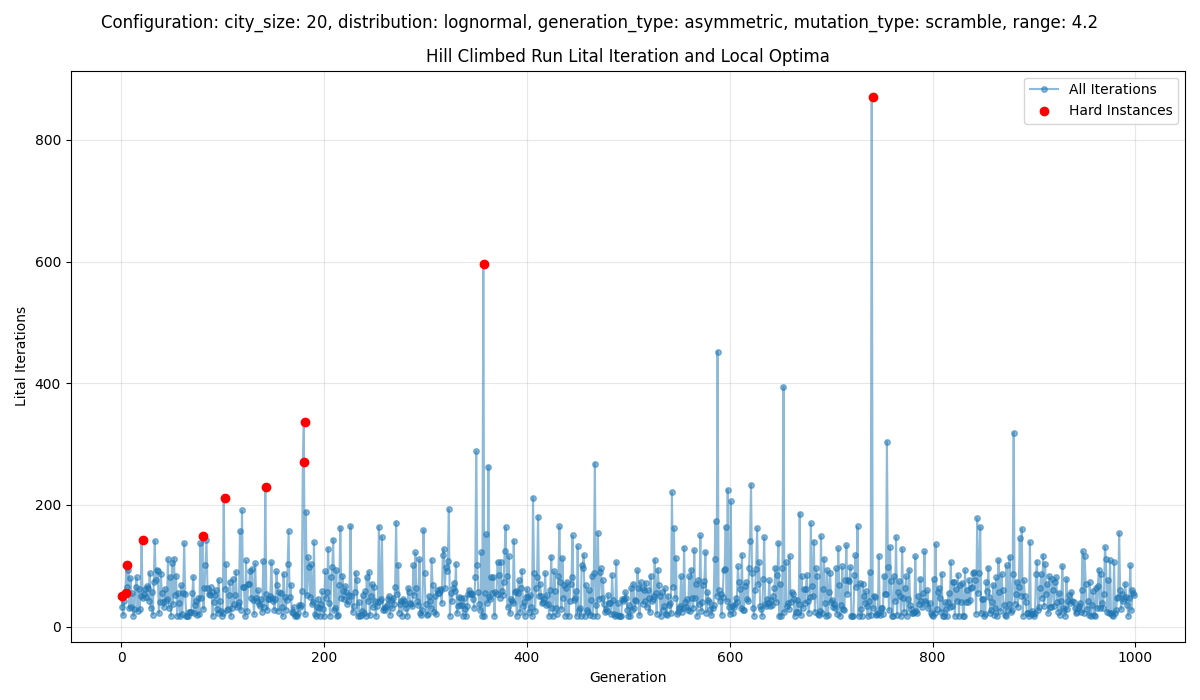 Configuration: city_size: 20, distribution: lognormal, generation_type: asymmetric, mutation_type: scramble, range: 4.2
Hill Climbed Run Lital Iteration and Local Optima
All Iterations
Hard Instances
Lital Iterations
800
600
400
200
0
0 200 400 600 800 1000
Generation